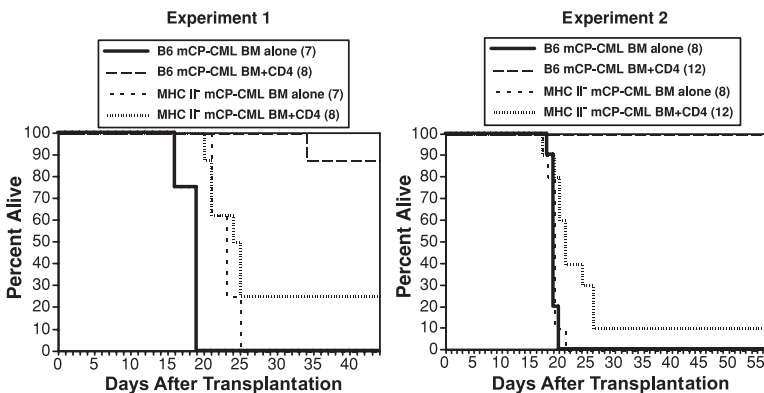 Experiment 1
B6 mCP-CML BM alone (7)
B6 mCP-CML BM+CD4 (8)
MHC II⁻ mCP-CML BM alone (7)
MHC II⁻ mCP-CML BM+CD4 (8)
Percent Alive
100
90
80
70
60
50
40
30
20
10
0
0 5 10 15 20 25 30 35 40
Days After Transplantation
Experiment 2
B6 mCP-CML BM alone (8)
B6 mCP-CML BM+CD4 (12)
MHC II⁻ mCP-CML BM alone (8)
MHC II⁻ mCP-CML BM+CD4 (12)
Percent Alive
100
90
80
70
60
50
40
30
20
10
0
0 5 10 15 20 25 30 35 40 45 50 55
Days After Transplantation